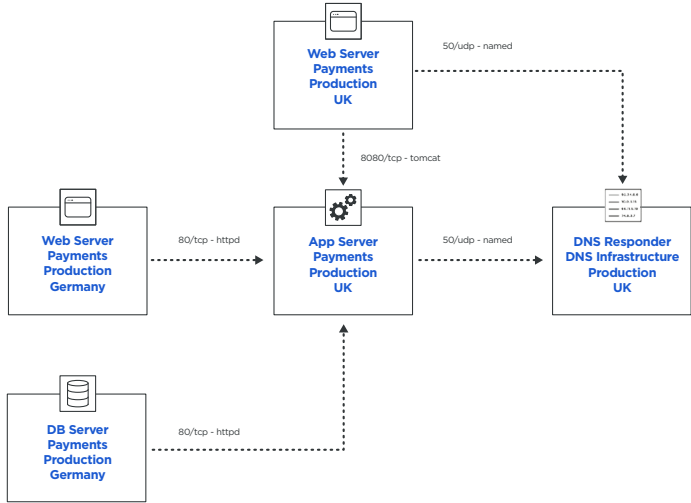 Web Server
Payments
Production
UK
50/udp - named
8080/tcp - tomcat
Web Server
Payments
Production
Germany
80/tcp - httpd
App Server
Payments
Production
UK
50/udp - named
DNS Responder
DNS Infrastructure
Production
UK
DB Server
Payments
Production
Germany
80/tcp - httpd